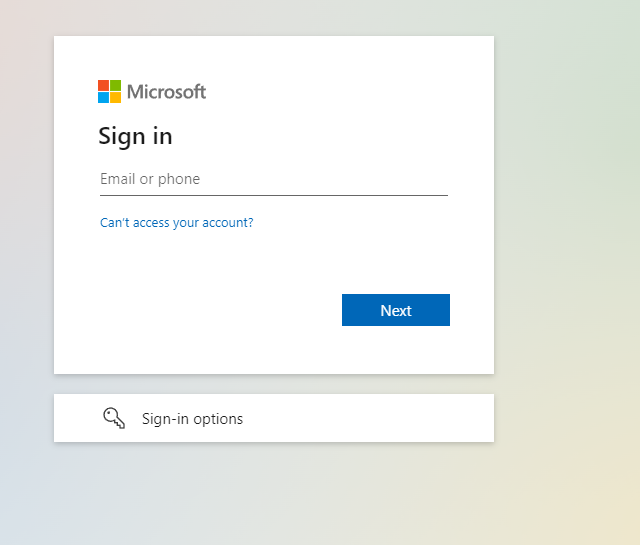 Microsoft
Sign in
Email or phone
Can't access your account?
Next
Sign-in options